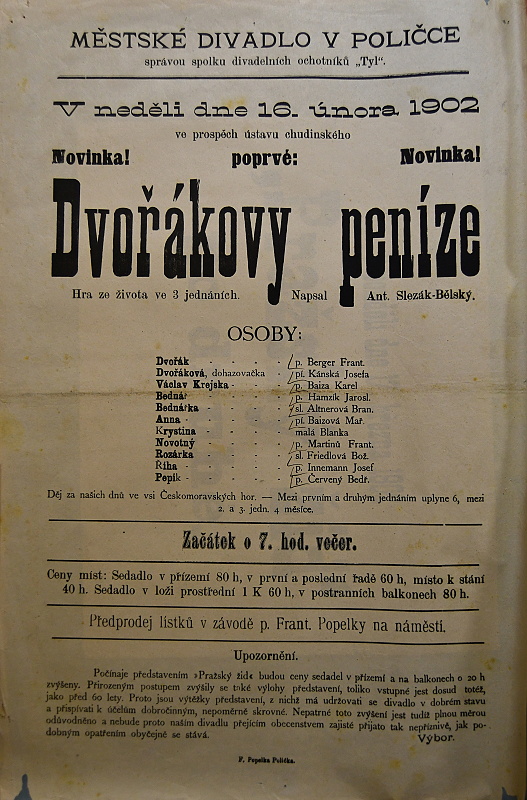 MĚSTSKÉ DIVADLO V POLIČCE
správou spolku divadelních ochotníků „Tyl“.
V neděli dne 16. února 1902
ve prospěch ústavu chudinského
Novinka! poprvé: Novinka!
Dvořákovy peníze
Hra ze života ve 3 jednáních. Napsal Ant. Slezák-Bělský.
OSOBY:
Dvořák - - - - p. Berger Frant.
Dvořáková, dohazovačka - pí. Kánská Josefa
Václav Krejska - - - p. Baiza Karel
Bednář - - - - p. Hamzík Jarosl.
Bednářka - - - - sl. Altnerova Bran.
Anna - - - - pí. Baizová Mař.
Krystina - - - - malá Blanka
Novotný - - - - p. Martinů Frant.
Rozárka - - - - sl. Friedlová Bož.
Říha - - - - p. Innemann Josef
Pepík - - - - p. Červený Bedř.
Děj za našich dnů ve vsi Českomoravských hor. — Mezi prvním a druhým jednáním uplyne 6, mezi
2. a 3. jedn. 4 měsíce.
Začátek o 7. hod. večer.
Ceny míst: Sedadlo v přízemí 80 h, v první a poslední řadě 60 h, místo k stání
40 h. Sedadlo v loži prostřední 1 K 60 h, v postranních balkonech 80 h.
Předprodej lístků v závodě p. Frant. Popelky na náměstí.
Upozornění.
Počínaje představením »Pražský žid« budou ceny sedadel v přízemí a na balkonech o 20 h
zvýšeny. Přirozeným postupem zvýšily se také výlohy představení, toliko vstupné jest dosud totéž,
jako před 60 lety. Proto jsou výtěžky představení, z nichž má udržovati se divadlo v dobrém stavu
a přispívati k účelům dobročinným, nepoměrně skrovné. Nepatrné toto zvýšení jest tudíž plnou měrou
odůvodněno a nebude proto naším divadlu přejícím obecenstvem zajisté přijato tak nepříznivě, jak po-
dobným opatřením obyčejně se stává.
Výbor.
F. Popelka Polička.